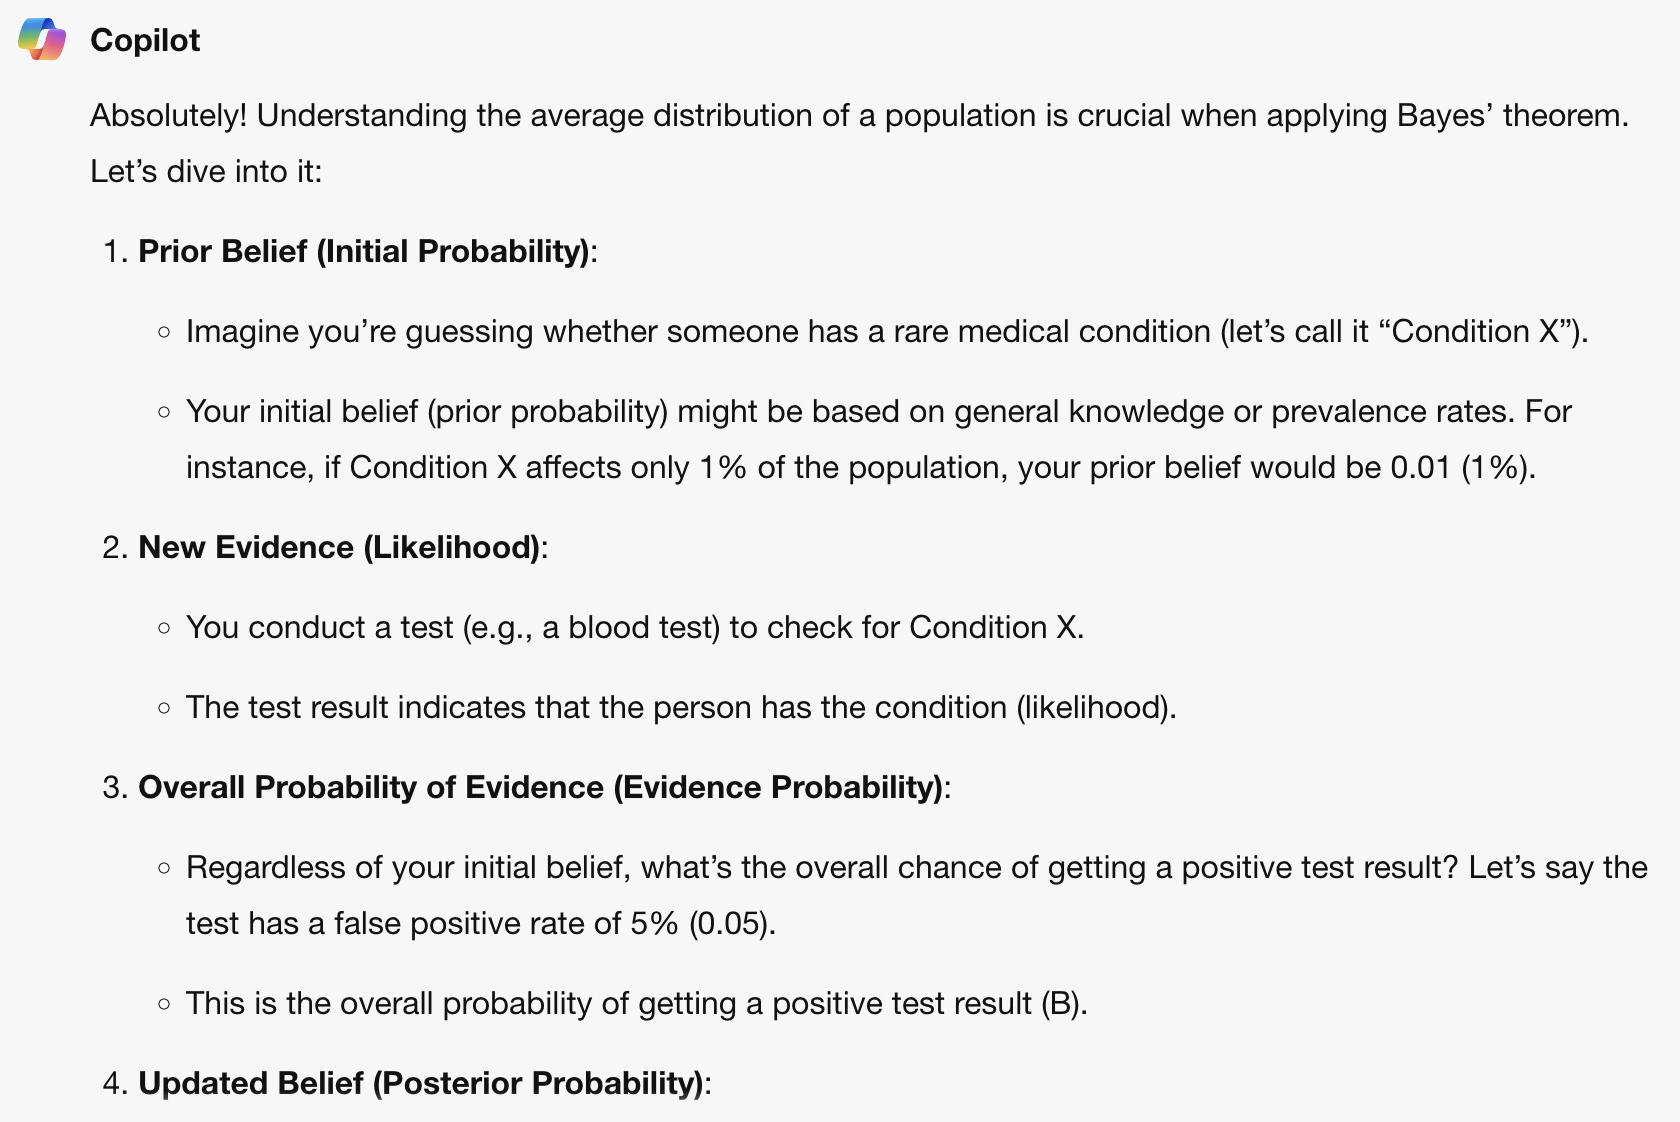 Copilot
Absolutely! Understanding the average distribution of a population is crucial when applying Bayes’ theorem.
Let’s dive into it:
1. Prior Belief (Initial Probability):
◦ Imagine you’re guessing whether someone has a rare medical condition (let’s call it “Condition X”).
◦ Your initial belief (prior probability) might be based on general knowledge or prevalence rates. For
instance, if Condition X affects only 1% of the population, your prior belief would be 0.01 (1%).
2. New Evidence (Likelihood):
◦ You conduct a test (e.g., a blood test) to check for Condition X.
◦ The test result indicates that the person has the condition (likelihood).
3. Overall Probability of Evidence (Evidence Probability):
◦ Regardless of your initial belief, what’s the overall chance of getting a positive test result? Let’s say the
test has a false positive rate of 5% (0.05).
◦ This is the overall probability of getting a positive test result (B).
4. Updated Belief (Posterior Probability):